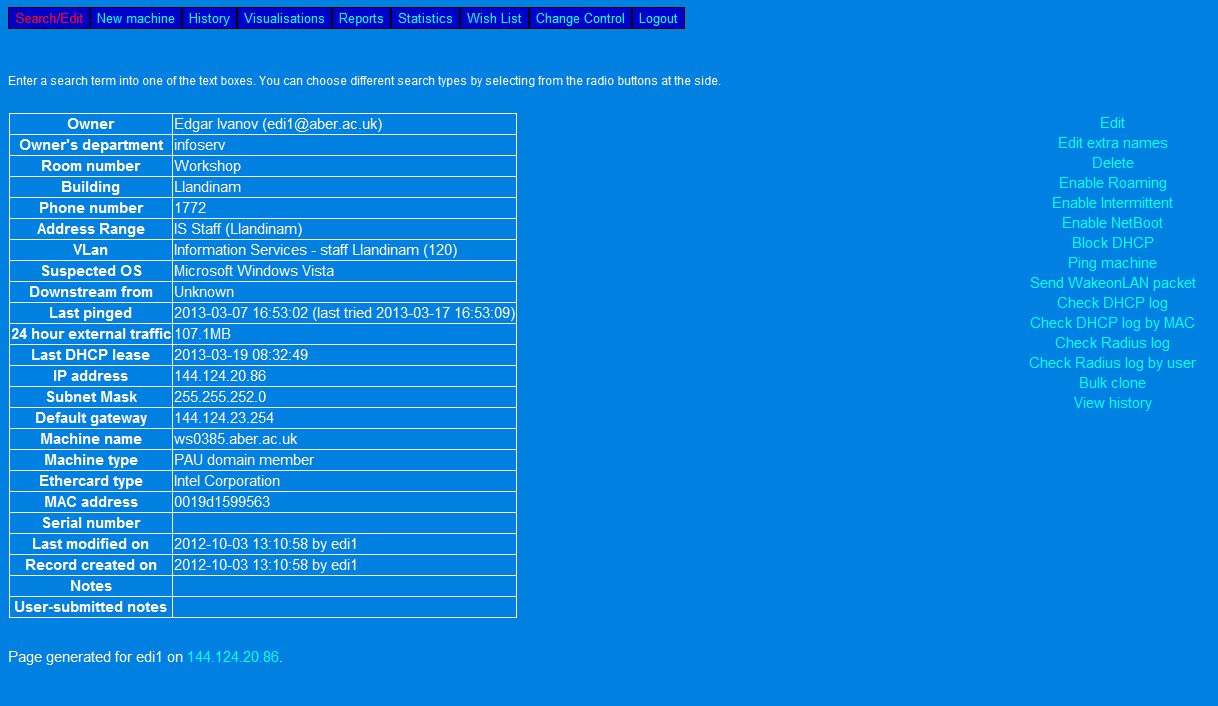 Search/Edit New machine History Visualisations Reports Statistics Wish List Change Control Logout
Enter a search term into one of the text boxes. You can choose different search types by selecting from the radio buttons at the side.
Owner Edgar Ivanov (edi1@aber.ac.uk)
Owner's department infoserv
Room number Workshop
Building Llandinam
Phone number 1772
Address Range IS Staff (Llandinam)
VLan Information Services - staff Llandinam (120)
Suspected OS Microsoft Windows Vista
Downstream from Unknown
Last pinged 2013-03-07 16:53:02 (last tried 2013-03-17 16:53:09)
24 hour external traffic 107.1MB
Last DHCP lease 2013-03-19 08:32:49
IP address 144.124.20.86
Subnet Mask 255.255.252.0
Default gateway 144.124.23.254
Machine name ws0385.aber.ac.uk
Machine type PAU domain member
Ethercard type Intel Corporation
MAC address 0019d1599563
Serial number
Last modified on 2012-10-03 13:10:58 by edi1
Record created on 2012-10-03 13:10:58 by edi1
Notes
User-submitted notes
Edit
Edit extra names
Delete
Enable Roaming
Enable Intermittent
Enable NetBoot
Block DHCP
Ping machine
Send WakeonLAN packet
Check DHCP log
Check DHCP log by MAC
Check Radius log
Check Radius log by user
Bulk clone
View history
Page generated for edi1 on 144.124.20.86.